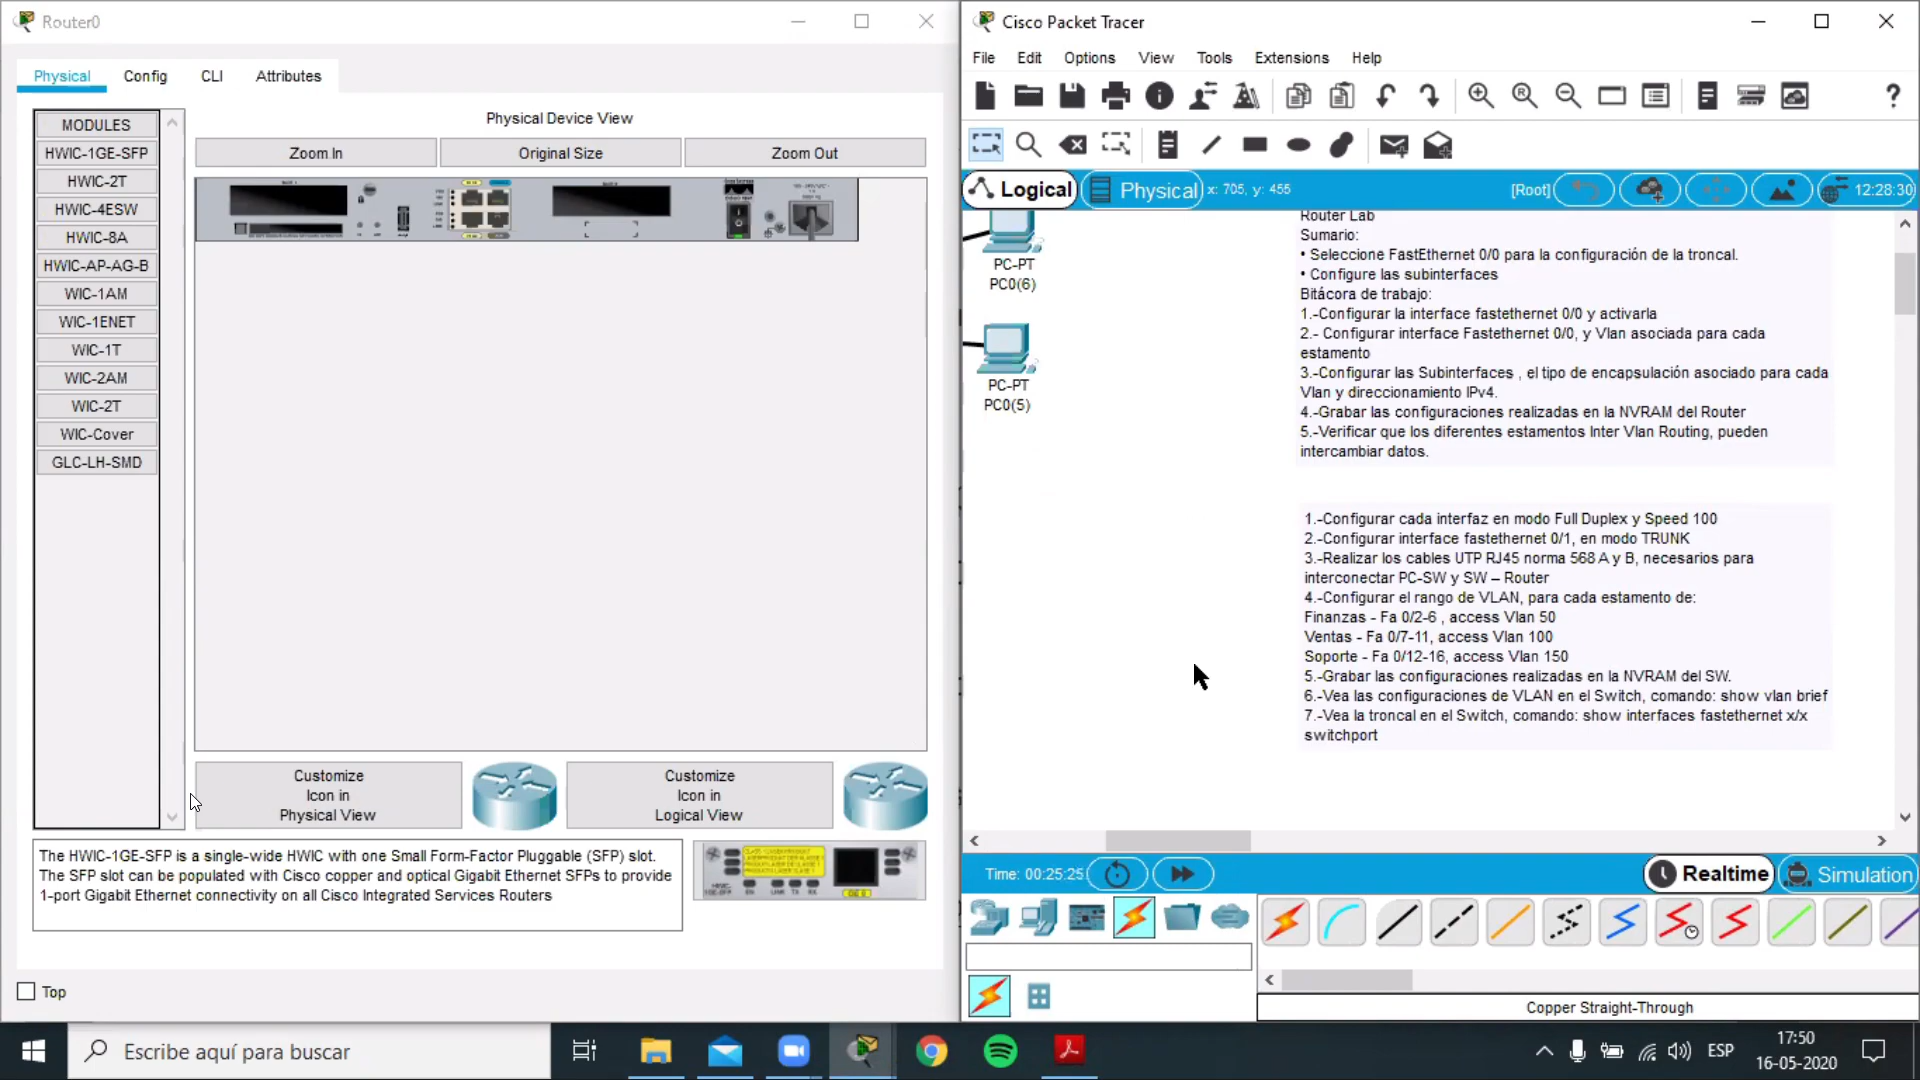 Router0
Physical
Config
CLI
Attributes
MODULES
HWIC-1GE-SFP
HWIC-2T
HWIC-4ESW
HWIC-8A
HWIC-AP-AG-B
WIC-1AM
WIC-1ENET
WIC-1T
WIC-2AM
WIC-2T
WIC-Cover
GLC-LH-SMD
Physical Device View
Zoom In
Original Size
Zoom Out
Customize
Icon in
Physical View
Customize
Icon in
Logical View
The HWIC-1GE-SFP is a single-wide HWIC with one Small Form-Factor Pluggable (SFP) slot.
The SFP slot can be populated with Cisco copper and optical Gigabit Ethernet SFPs to provide
1-port Gigabit Ethernet connectivity on all Cisco Integrated Services Routers
Top
Cisco Packet Tracer
File
Edit
Options
View
Tools
Extensions
Help
?
Logical
Physical
x: 705, y: 455
[Root]
12:28:30
PC-PT
PC0(6)
PC-PT
PC0(5)
Router Lab
Sumario:
• Seleccione FastEthernet 0/0 para la configuración de la troncal.
• Configure las subinterfaces
Bitácora de trabajo:
1.-Configurar la interface fastethernet 0/0 y activarla
2.- Configurar interface Fastethernet 0/0, y Vlan asociada para cada
estamento
3.-Configurar las Subinterfaces , el tipo de encapsulación asociado para cada
Vlan y direccionamiento IPv4.
4.-Grabar las configuraciones realizadas en la NVRAM del Router
5.-Verificar que los diferentes estamentos Inter Vlan Routing, pueden
intercambiar datos.
1.-Configurar cada interfaz en modo Full Duplex y Speed 100
2.-Configurar interface fastethernet 0/1, en modo TRUNK
3.-Realizar los cables UTP RJ45 norma 568 A y B, necesarios para
interconectar PC-SW y SW – Router
4.-Configurar el rango de VLAN, para cada estamento de:
Finanzas - Fa 0/2-6 , access Vlan 50
Ventas - Fa 0/7-11, access Vlan 100
Soporte - Fa 0/12-16, access Vlan 150
5.-Grabar las configuraciones realizadas en la NVRAM del SW.
6.-Vea las configuraciones de VLAN en el Switch, comando: show vlan brief
7.-Vea la troncal en el Switch, comando: show interfaces fastethernet x/x
switchport
Time: 00:25:25
Realtime
Simulation
Copper Straight-Through
Escribe aquí para buscar
ESP
17:50
16-05-2020